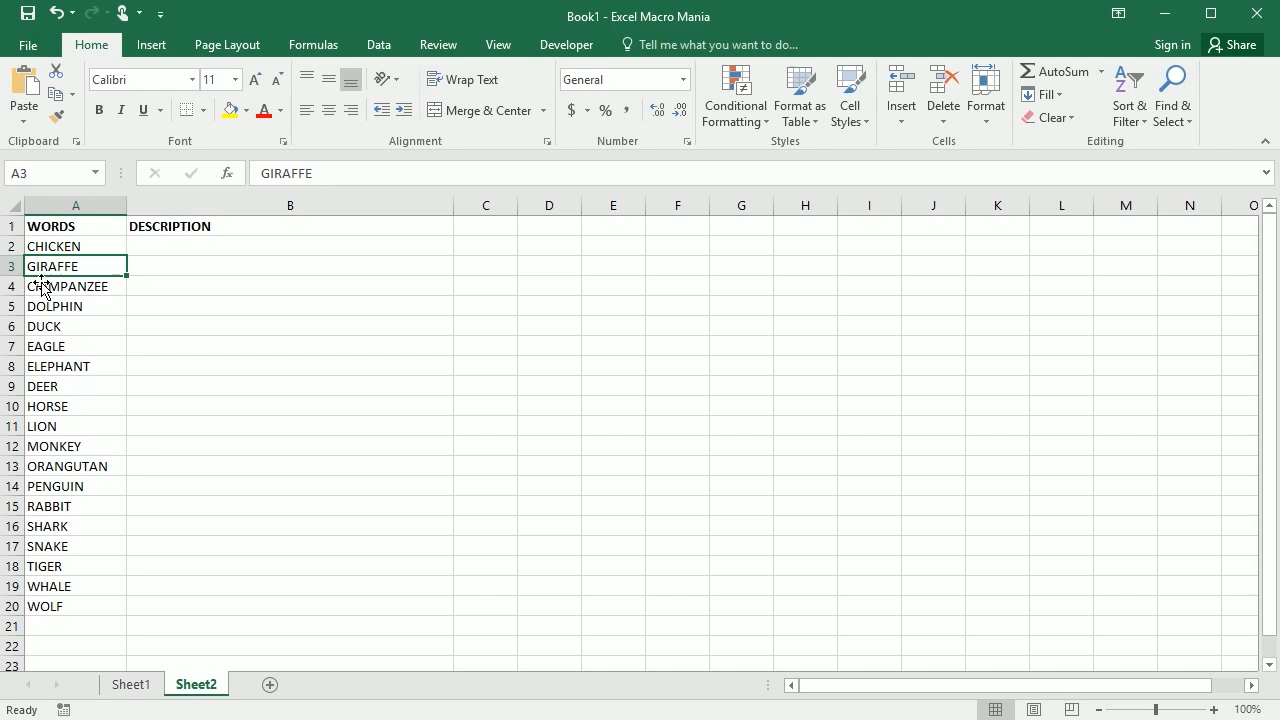 Book1 - Excel Macro Mania
File Home Insert Page Layout Formulas Data Review View Developer Tell me what you want to do... Sign in Share
Paste
Clipboard
Calibri 11
B I U A
Font
Wrap Text
Merge & Center
Alignment
General
$ % ,
Number
Conditional Formatting
Format as Table
Cell Styles
Styles
Insert Delete Format
Cells
AutoSum
Fill
Clear
Sort & Filter
Find & Select
Editing
A3 fx GIRAFFE
A B C D E F G H I J K L M N O
1 WORDS DESCRIPTION
2 CHICKEN
3 GIRAFFE
4 PANZEE
5 DOLPHIN
6 DUCK
7 EAGLE
8 ELEPHANT
9 DEER
10 HORSE
11 LION
12 MONKEY
13 ORANGUTAN
14 PENGUIN
15 RABBIT
16 SHARK
17 SNAKE
18 TIGER
19 WHALE
20 WOLF
21
22
23
Sheet1 Sheet2
Ready 100%